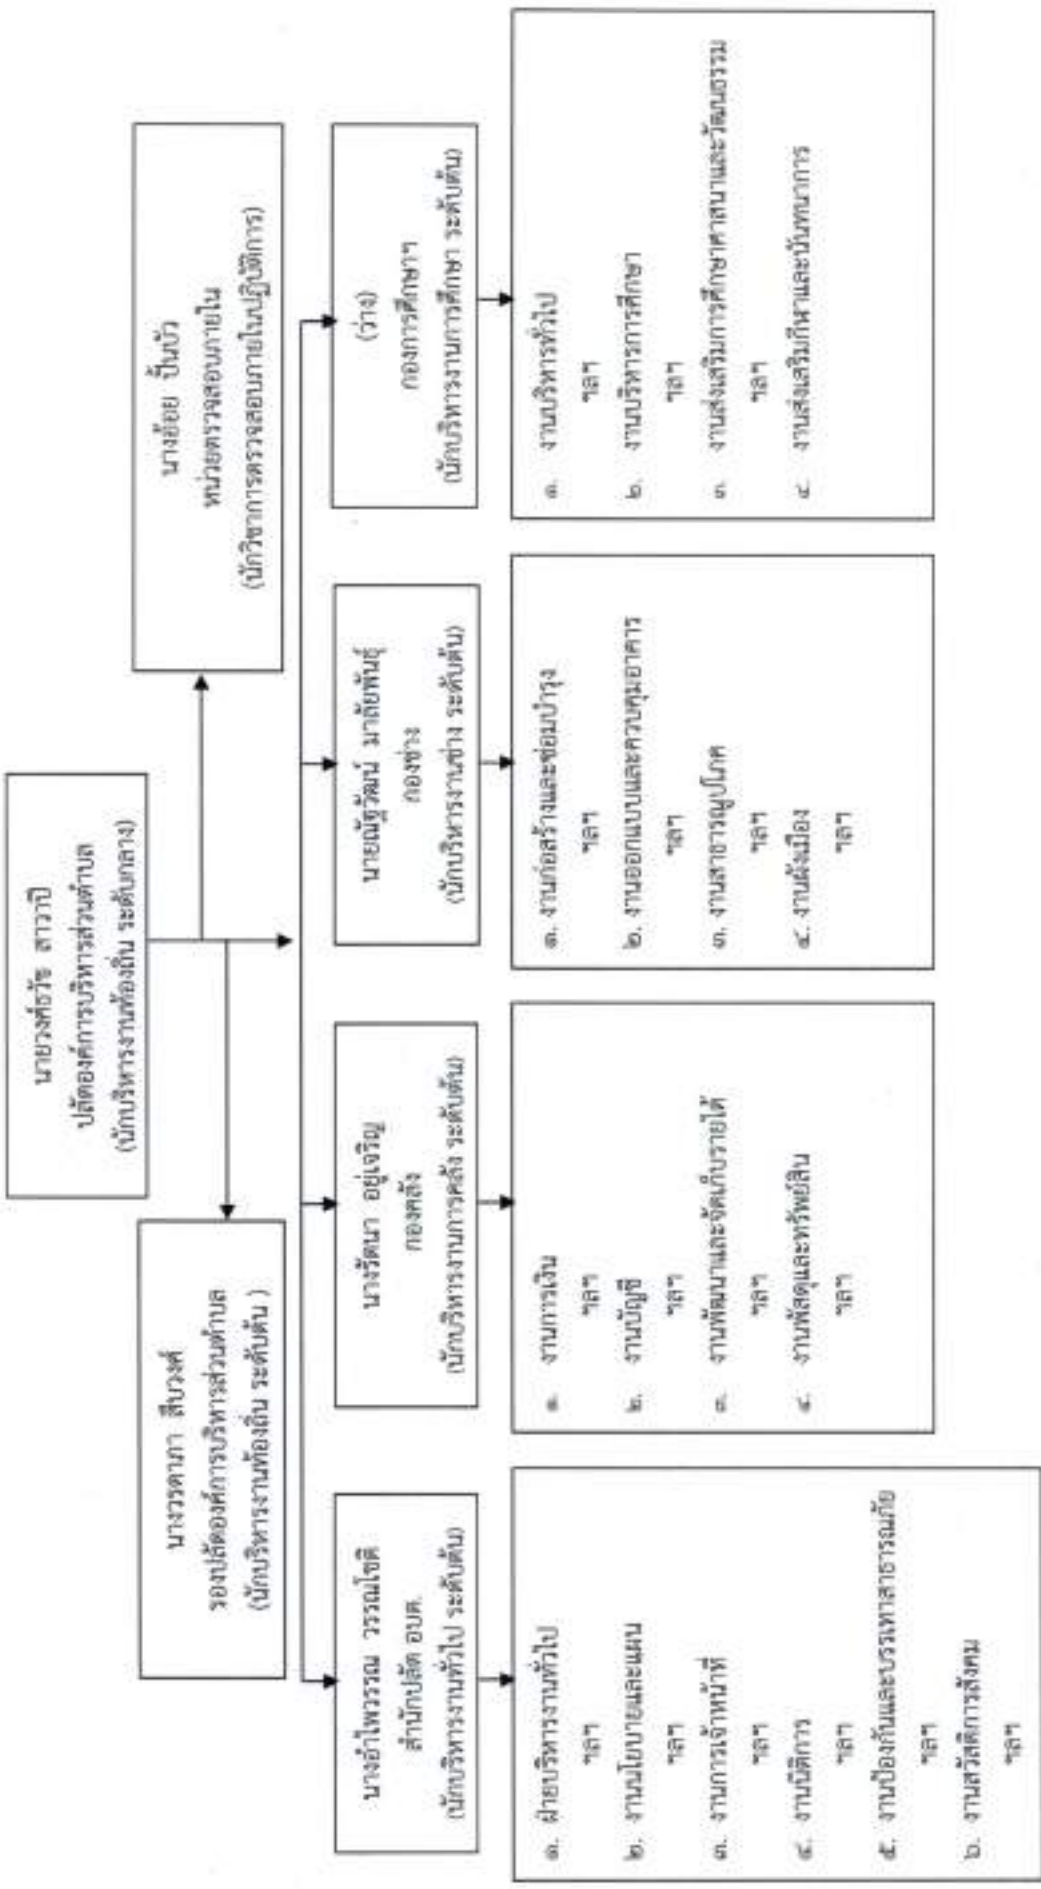 นายวงศ์ธวัช สาวาปี
ปลัดองค์การบริหารส่วนตำบล
(นักบริหารงานท้องถิ่น ระดับกลาง)
นางวรดาภา สืบวงศ์
รองปลัดองค์การบริหารส่วนตำบล
(นักบริหารงานท้องถิ่น ระดับต้น )
นางอ้อย ปิ้นบัว
หน่วยตรวจสอบภายใน
(นักวิชาการตรวจสอบภายในปฏิบัติการ)
นางอำไพวรรณ วรรณโชติ
สำนักปลัด อบต.
(นักบริหารงานทั่วไป ระดับต้น)
๑. ฝ่ายบริหารงานทั่วไป
ฯลฯ
๒. งานนโยบายและแผน
ฯลฯ
๓. งานการเจ้าหน้าที่
ฯลฯ
๔. งานนิติการ
ฯลฯ
๕. งานป้องกันและบรรเทาสาธารณภัย
ฯลฯ
๖. งานสวัสดิการสังคม
ฯลฯ
นางรัตนา อยู่เจริญ
กองคลัง
(นักบริหารงานการคลัง ระดับต้น)
๑. งานการเงิน
ฯลฯ
๒. งานบัญชี
ฯลฯ
๓. งานพัฒนาและจัดเก็บรายได้
ฯลฯ
๔. งานพัสดุและทรัพย์สิน
ฯลฯ
นายณัฐวัฒน์ มาลัยพันธุ์
กองช่าง
(นักบริหารงานช่าง ระดับต้น)
๑. งานก่อสร้างและซ่อมบำรุง
ฯลฯ
๒. งานออกแบบและควบคุมอาคาร
ฯลฯ
๓. งานสาธารณูปโภค
ฯลฯ
๔. งานผังเมือง
ฯลฯ
(ว่าง)
กองการศึกษาฯ
(นักบริหารงานการศึกษา ระดับต้น)
๑. งานบริหารทั่วไป
ฯลฯ
๒. งานบริหารการศึกษา
ฯลฯ
๓. งานส่งเสริมการศึกษาศาสนาและวัฒนธรรม
ฯลฯ
๔. งานส่งเสริมกีฬาและนันทนาการ